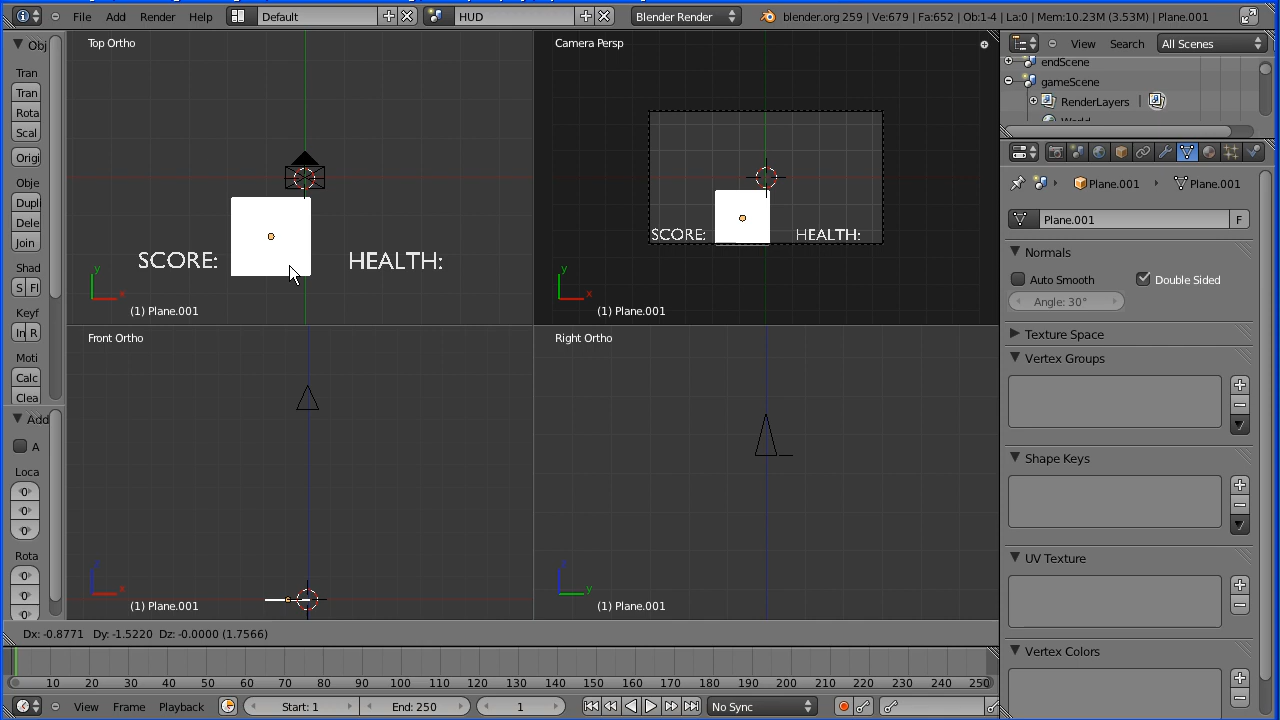 File Add Render Help Default HUD Blender Render blender.org 259 | Ve:679 | Fa:652 | Ob:1-4 | La:0 | Mem:10.23M (3.53M) | Plane.001
Obj
Tran
Tran
Rota
Scal
Origi
Obje
Dupl
Dele
Join
Shad
S Fl
Keyf
In R
Moti
Calc
Clea
Add
A
Loca
0
0
0
Rota
0
0
0
Top Ortho
SCORE: HEALTH:
y
x
(1) Plane.001
Camera Persp
SCORE: HEALTH:
y
x
(1) Plane.001
Front Ortho
z
x
(1) Plane.001
Right Ortho
z
y
(1) Plane.001
Dx: -0.8771 Dy: -1.5220 Dz: -0.0000 (1.7566)
10 20 30 40 50 60 70 80 90 100 110 120 130 140 150 160 170 180 190 200 210 220 230 240 250
View Frame Playback Start: 1 End: 250 1 No Sync
View Search All Scenes
endScene
gameScene
RenderLayers |
World
Plane.001 Plane.001
Plane.001 F
Normals
Auto Smooth Double Sided
Angle: 30°
Texture Space
Vertex Groups
Shape Keys
UV Texture
Vertex Colors